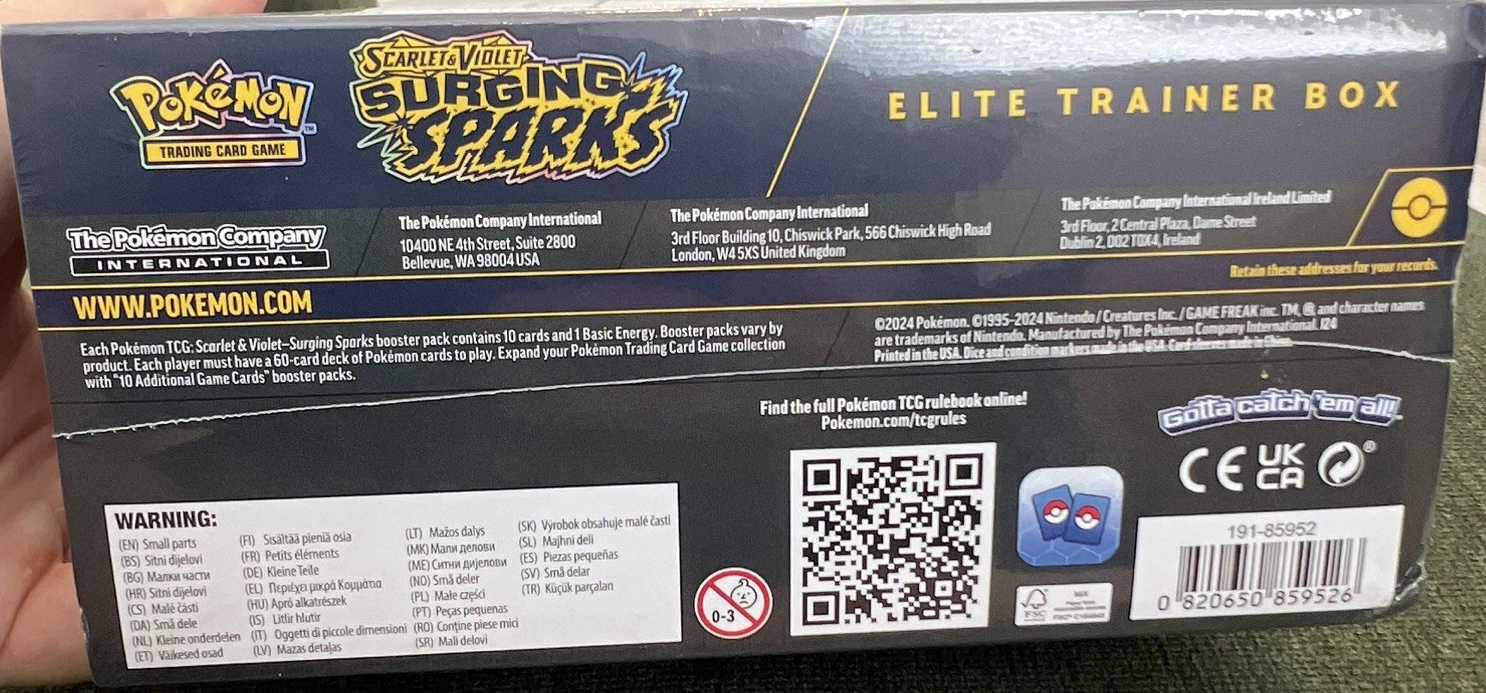 POKéMON™
TRADING CARD GAME
SCARLET & VIOLET
SURGING
SPARKS
ELITE TRAINER BOX
The Pokémon Company
INTERNATIONAL
The Pokémon Company International
10400 NE 4th Street, Suite 2800
Bellevue, WA 98004 USA
The Pokémon Company International
3rd Floor Building 10, Chiswick Park, 566 Chiswick High Road
London, W4 5XS United Kingdom
The Pokémon Company International Ireland Limited
3rd Floor, 2 Central Plaza, Dame Street
Dublin 2, D02 T0X4, Ireland
Retain these addresses for your records.
WWW.POKEMON.COM
Each Pokémon TCG: Scarlet & Violet—Surging Sparks booster pack contains 10 cards and 1 Basic Energy. Booster packs vary by
product. Each player must have a 60-card deck of Pokémon cards to play. Expand your Pokémon Trading Card Game collection
with "10 Additional Game Cards" booster packs.
©2024 Pokémon. ©1995–2024 Nintendo / Creatures Inc. / GAME FREAK inc. TM, ®, and character names
are trademarks of Nintendo. Manufactured by The Pokémon Company International. I24
Printed in the USA. Dice and condition markers made in the USA. Card sleeves made in China.
Find the full Pokémon TCG rulebook online!
Pokemon.com/tcgrules
Gotta catch 'em all!
CE UK CA
WARNING:
(EN) Small parts
(BS) Sitni dijelovi
(BG) Малки части
(HR) Sitni dijelovi
(CS) Malé části
(DA) Små dele
(NL) Kleine onderdelen
(ET) Väikesed osad
(FI) Sisältää pieniä osia
(FR) Petits éléments
(DE) Kleine Teile
(EL) Περιέχει μικρά Κομμάτια
(HU) Apró alkatrészek
(IS) Litlir hlutir
(IT) Oggetti di piccole dimensioni
(LV) Mazas detaļas
(LT) Mažos dalys
(MK) Мали делови
(ME) Ситни дијелови
(NO) Små deler
(PL) Małe części
(PT) Peças pequenas
(RO) Conține piese mici
(SR) Mali delovi
(SK) Výrobok obsahuje malé časti
(SL) Majhni deli
(ES) Piezas pequeñas
(SV) Små delar
(TR) Küçük parçalan
0-3
FSC
MIX
191-85952
0 820650 859526